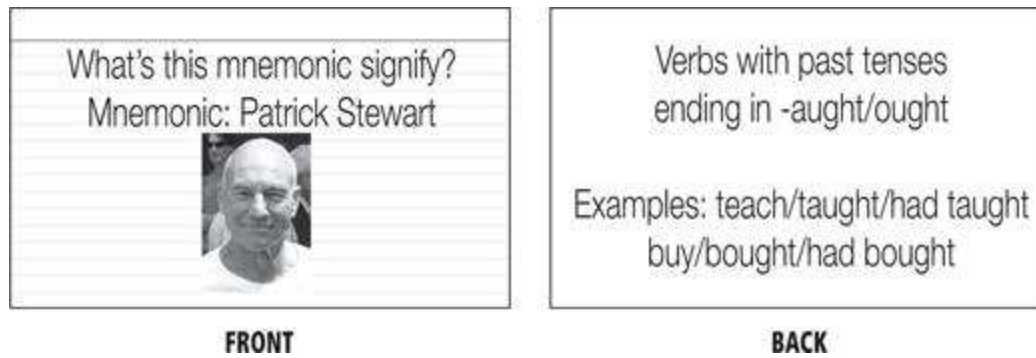 What's this mnemonic signify?
Mnemonic: Patrick Stewart
FRONT
Verbs with past tenses
ending in -aught/ought
Examples: teach/taught/had taught
buy/bought/had bought
BACK